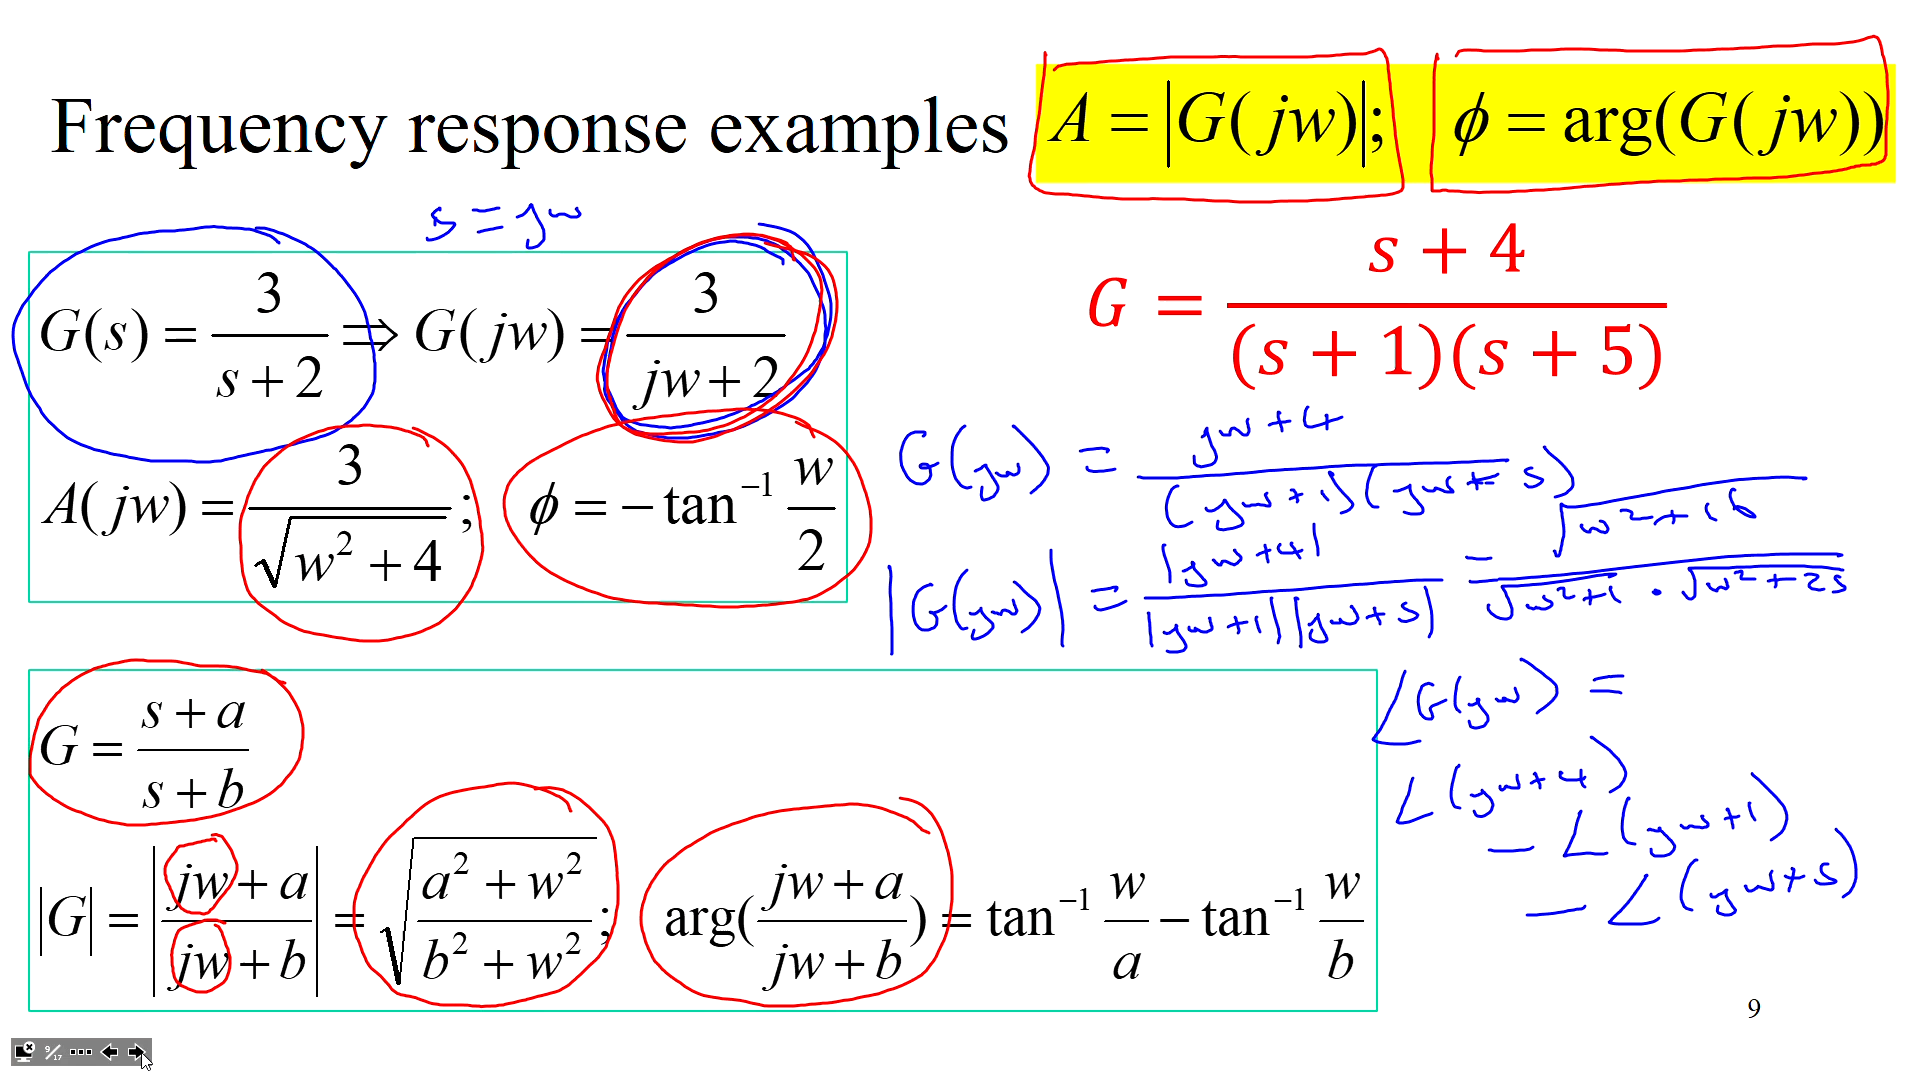 Frequency response examples
A = |G(jw)|; ϕ = arg(G(jw))
s = jw
G(s) = 3/(s + 2) ⇒ G(jw) = 3/(jw + 2)
A(jw) = 3/√(w² + 4); ϕ = −tan⁻¹ w/2
G = (s + 4)/((s + 1)(s + 5))
G(jw) = (jw + 4)/((jw + 1)(jw + 5))
|G(jw)| = |jw + 4|/(|jw + 1||jw + 5|) = √(w² + 16)/(√(w² + 1) · √(w² + 25))
∠G(jw) =
∠(jw + 4)
− ∠(jw + 1)
− ∠(jw + 5)
G = (s + a)/(s + b)
|G| = |(jw + a)/(jw + b)| = √((a² + w²)/(b² + w²)); arg((jw + a)/(jw + b)) = tan⁻¹ w/a − tan⁻¹ w/b
9
9/17